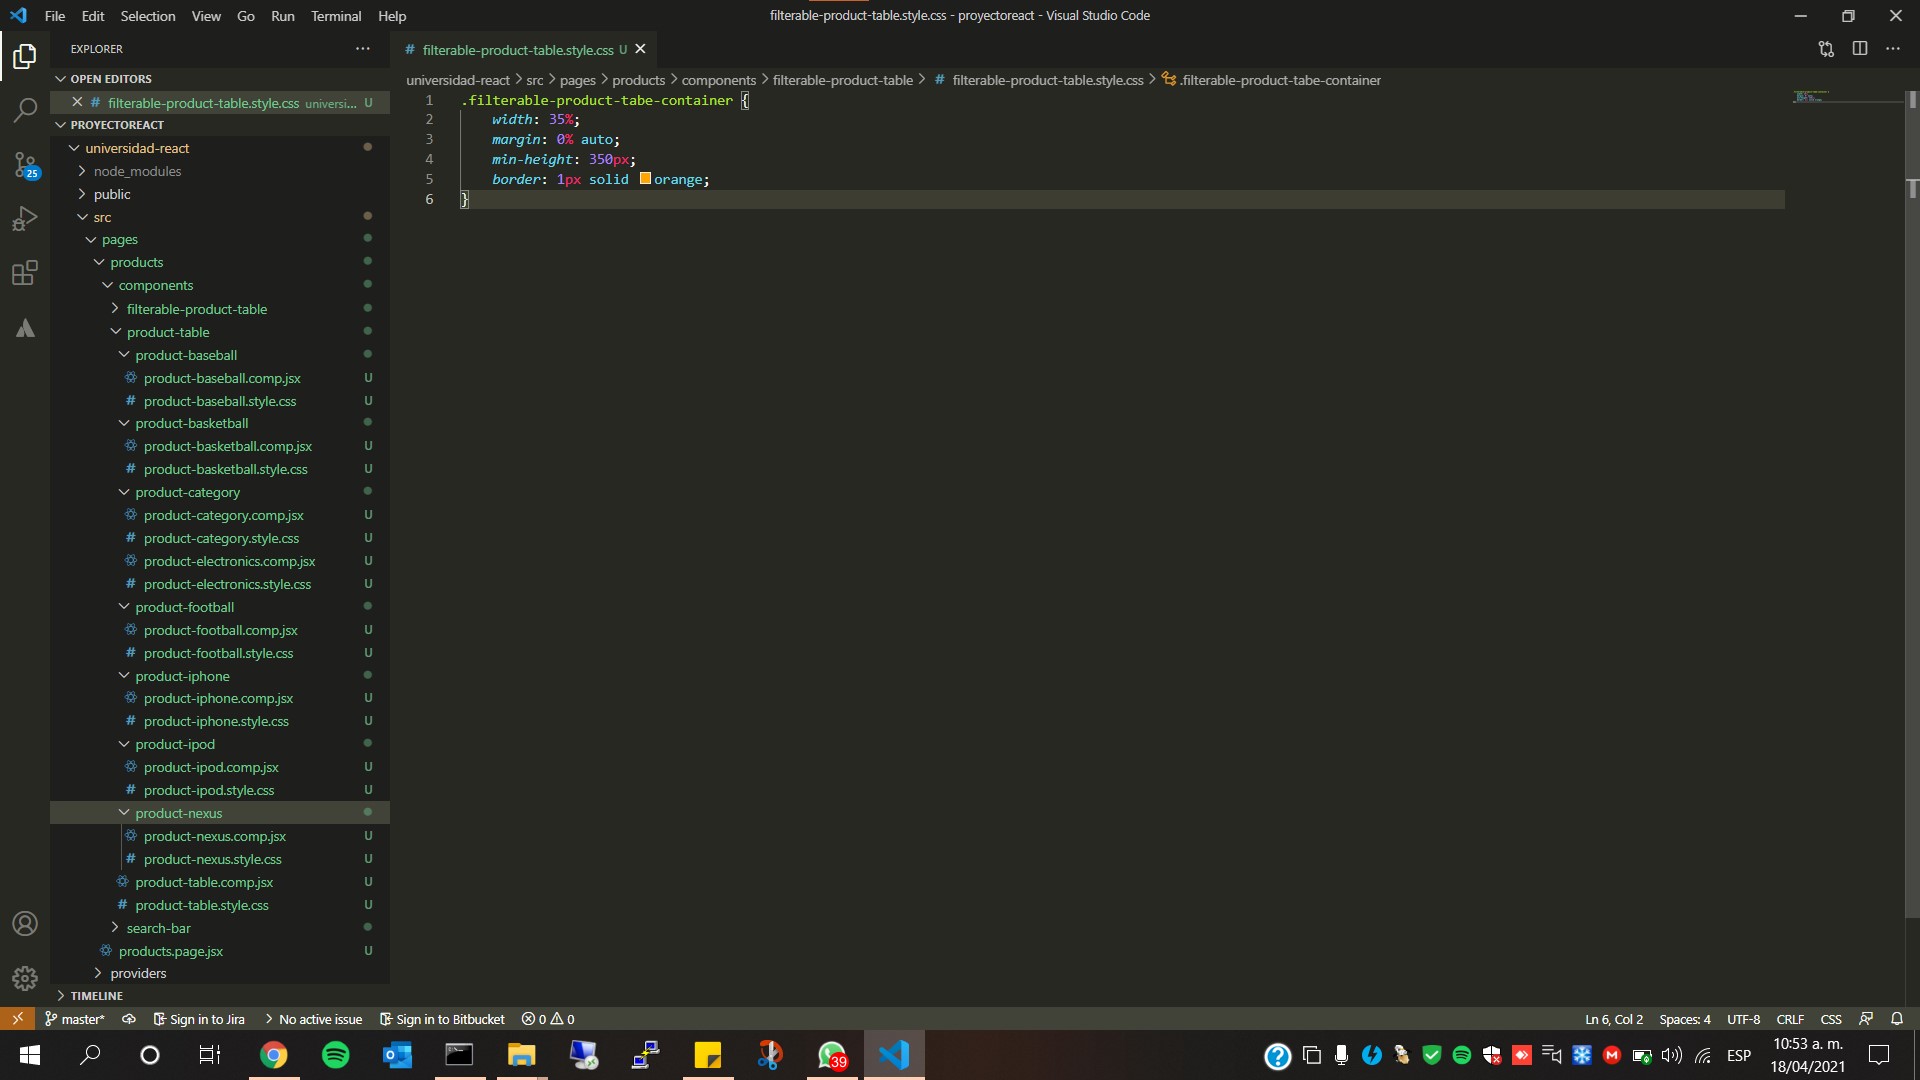 File Edit Selection View Go Run Terminal Help
filterable-product-table.style.css - proyectoreact - Visual Studio Code
EXPLORER
OPEN EDITORS
filterable-product-table.style.css universi... U
PROYECTOREACT
universidad-react
node_modules
public
src
pages
products
components
filterable-product-table
product-table
product-baseball
product-baseball.comp.jsx U
product-baseball.style.css U
product-basketball
product-basketball.comp.jsx U
product-basketball.style.css U
product-category
product-category.comp.jsx U
product-category.style.css U
product-electronics.comp.jsx U
product-electronics.style.css U
product-football
product-football.comp.jsx U
product-football.style.css U
product-iphone
product-iphone.comp.jsx U
product-iphone.style.css U
product-ipod
product-ipod.comp.jsx U
product-ipod.style.css U
product-nexus
product-nexus.comp.jsx U
product-nexus.style.css U
product-table.comp.jsx U
product-table.style.css U
search-bar
products.page.jsx U
providers
TIMELINE
25
# filterable-product-table.style.css U
universidad-react > src > pages > products > components > filterable-product-table > # filterable-product-table.style.css > .filterable-product-tabe-container
1 .filterable-product-tabe-container {
2 width: 35%;
3 margin: 0% auto;
4 min-height: 350px;
5 border: 1px solid orange;
6 }
master* Sign in to Jira > No active issue Sign in to Bitbucket 0 0
Ln 6, Col 2 Spaces: 4 UTF-8 CRLF CSS
39
ESP
10:53 a. m.
18/04/2021